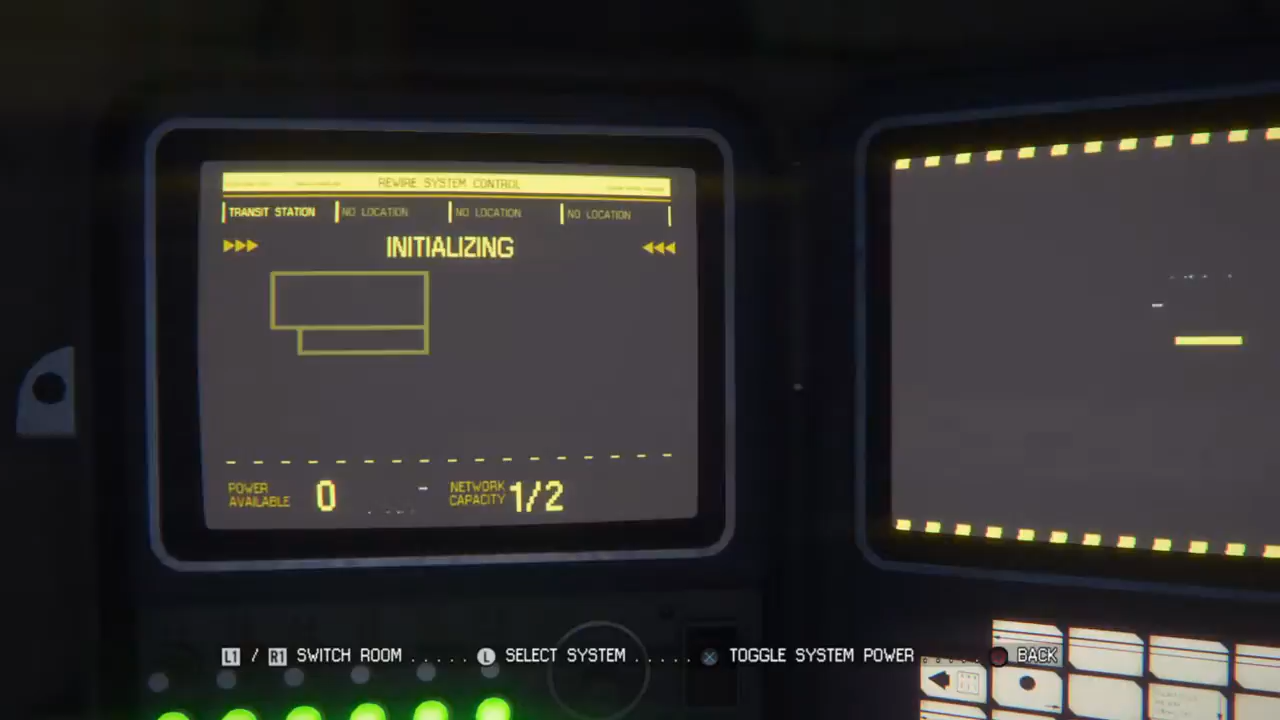 REWIRE SYSTEM CONTROL
TRANSIT STATION NO LOCATION NO LOCATION NO LOCATION
INITIALIZING
POWER AVAILABLE 0 NETWORK CAPACITY 1/2
L1 / R1 SWITCH ROOM ..... L SELECT SYSTEM ..... TOGGLE SYSTEM POWER ..... BACK